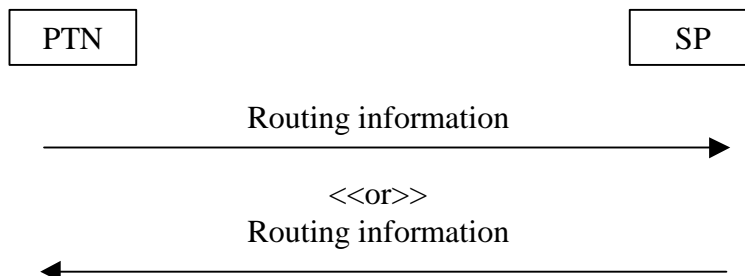 PTN
SP
Routing information
<<or>>
Routing information